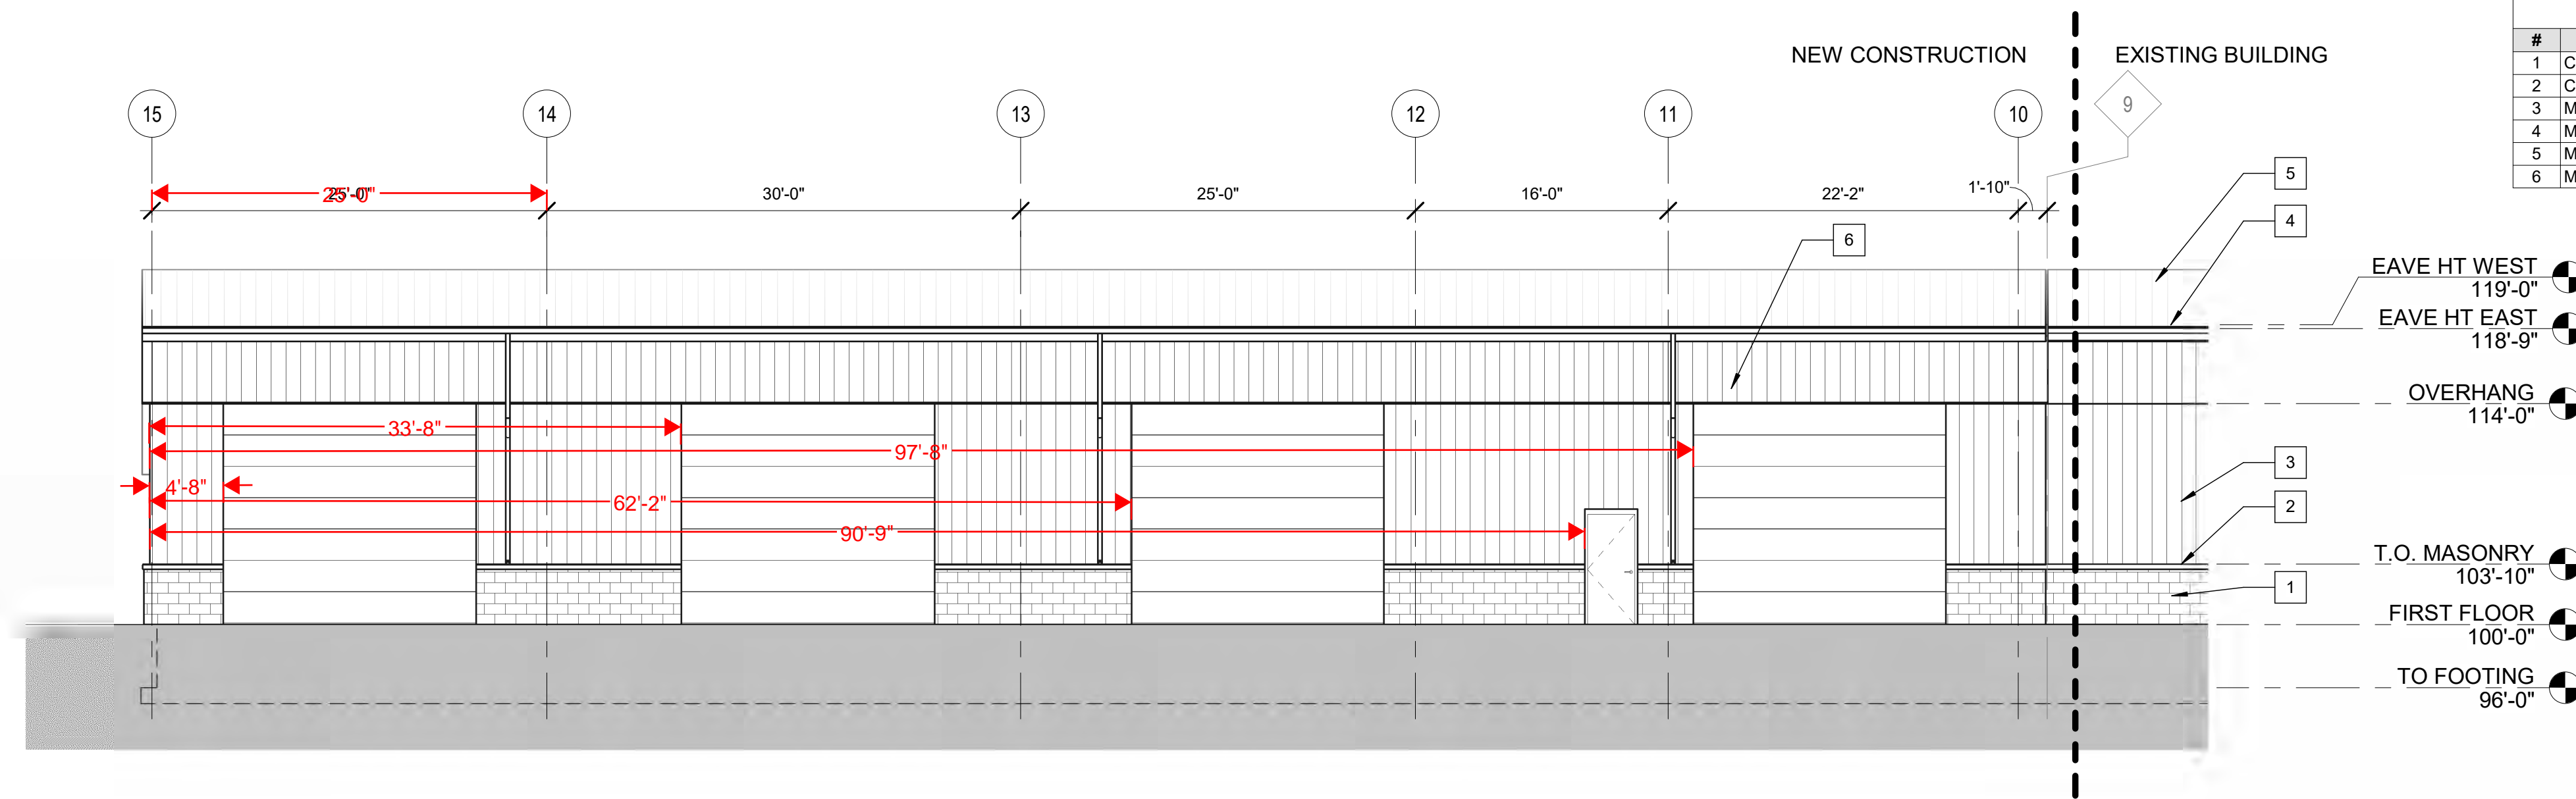 NEW CONSTRUCTION
EXISTING BUILDING
#
1 C
2 C
3 M
4 M
5 M
6 M
15
14
13
12
11
10
9
25'-0"
25'-0"
30'-0"
25'-0"
16'-0"
22'-2"
1'-10"
5
4
6
EAVE HT WEST
119'-0"
EAVE HT EAST
118'-9"
OVERHANG
114'-0"
33'-8"
97'-8"
4'-8"
62'-2"
90'-9"
3
2
T.O. MASONRY
103'-10"
1
FIRST FLOOR
100'-0"
TO FOOTING
96'-0"